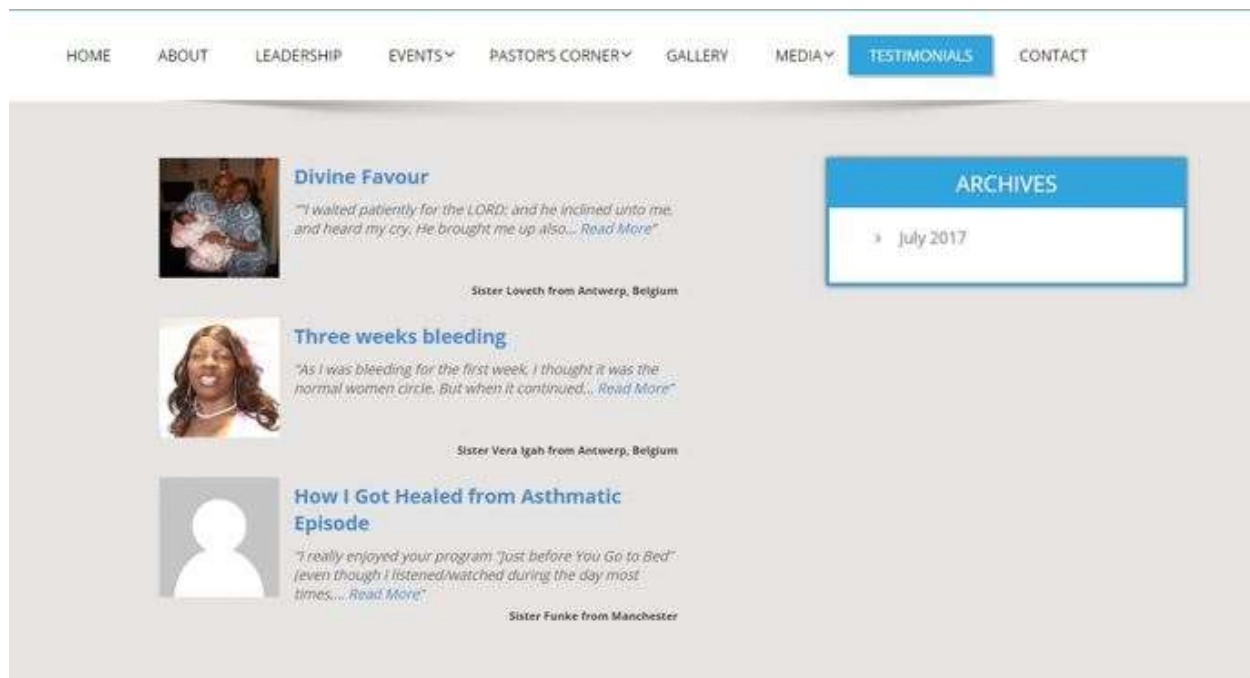 HOME ABOUT LEADERSHIP EVENTS PASTOR'S CORNER GALLERY MEDIA TESTIMONIALS CONTACT
Divine Favour
""I waited patiently for the LORD; and he inclined unto me,
and heard my cry. He brought me up also... Read More"
Sister Loveth from Antwerp, Belgium
Three weeks bleeding
"As I was bleeding for the first week, I thought it was the
normal women circle. But when it continued... Read More"
Sister Vera Igah from Antwerp, Belgium
How I Got Healed from Asthmatic
Episode
"I really enjoyed your program "Just before You Go to Bed"
(even though I listened/watched during the day most
times.... Read More"
Sister Funke from Manchester
ARCHIVES
July 2017